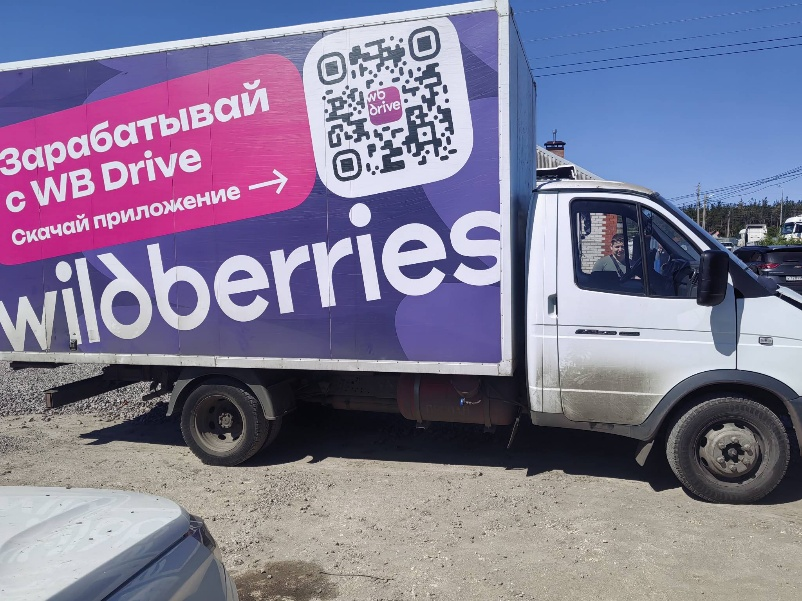 Зарабатывай
с WB Drive
Скачай приложение →
wb
drive
wildberries